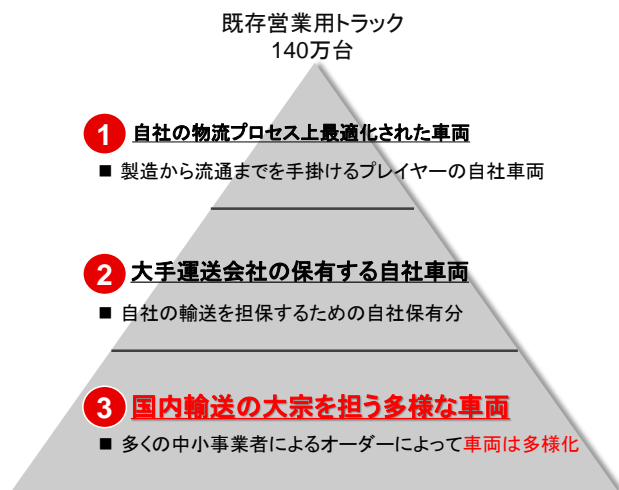 既存営業用トラック
140万台
1 自社の物流プロセス上最適化された車両
■ 製造から流通までを手掛けるプレイヤーの自社車両
2 大手運送会社の保有する自社車両
■ 自社の輸送を担保するための自社保有分
3 国内輸送の大宗を担う多様な車両
■ 多くの中小事業者によるオーダーによって車両は多様化